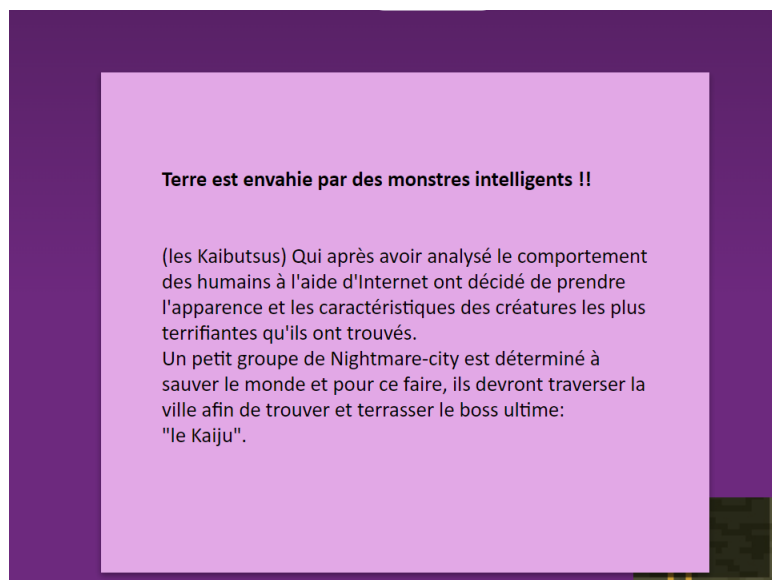 Terre est envahie par des monstres intelligents !!
(les Kaibutsus) Qui après avoir analysé le comportement
des humains à l'aide d'Internet ont décidé de prendre
l'apparence et les caractéristiques des créatures les plus
terrifiantes qu'ils ont trouvés.
Un petit groupe de Nightmare-city est déterminé à
sauver le monde et pour ce faire, ils devront traverser la
ville afin de trouver et terrasser le boss ultime:
"le Kaiju".